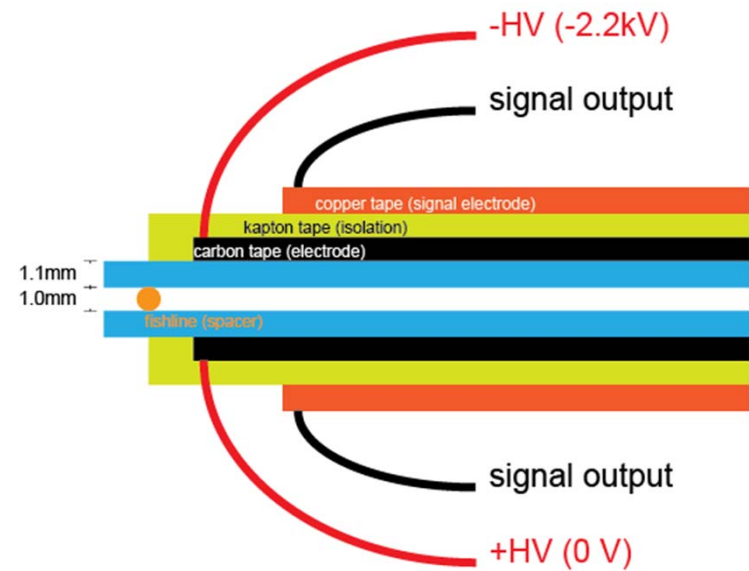 -HV (-2.2kV)
signal output
copper tape (signal electrode)
kapton tape (isolation)
carbon tape (electrode)
1.1mm
1.0mm
fishline (spacer)
signal output
+HV (0 V)